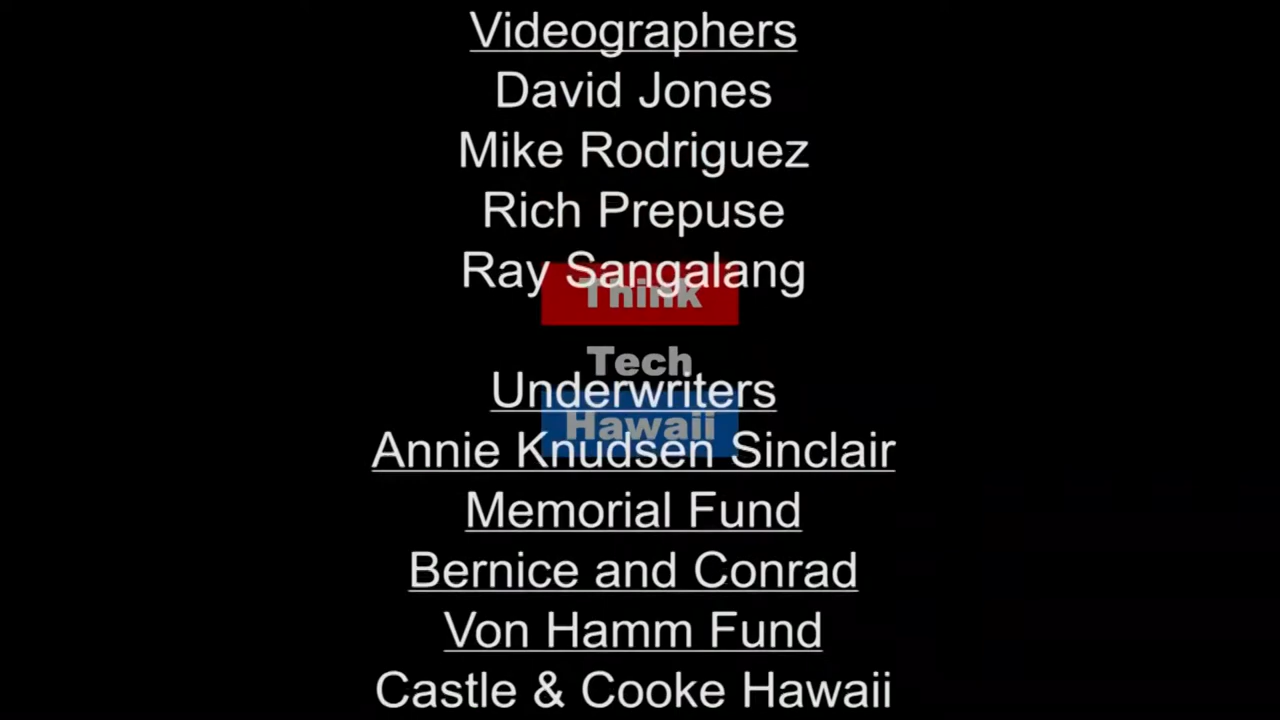 Videographers
David Jones
Mike Rodriguez
Rich Prepuse
Ray Sangalang
Think
Tech
Underwriters
Hawaii
Annie Knudsen Sinclair
Memorial Fund
Bernice and Conrad
Von Hamm Fund
Castle & Cooke Hawaii